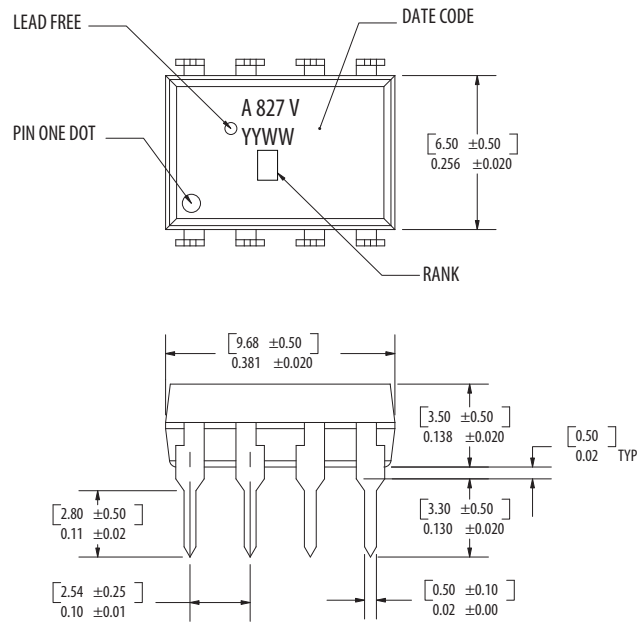 LEAD FREE
DATE CODE
A 827 V
YYWW
PIN ONE DOT
6.50 ±0.50
0.256 ±0.020
RANK
9.68 ±0.50
0.381 ±0.020
3.50 ±0.50
0.138 ±0.020
0.50
0.02 TYP
2.80 ±0.50
0.11 ±0.02
3.30 ±0.50
0.130 ±0.020
2.54 ±0.25
0.10 ±0.01
0.50 ±0.10
0.02 ±0.00